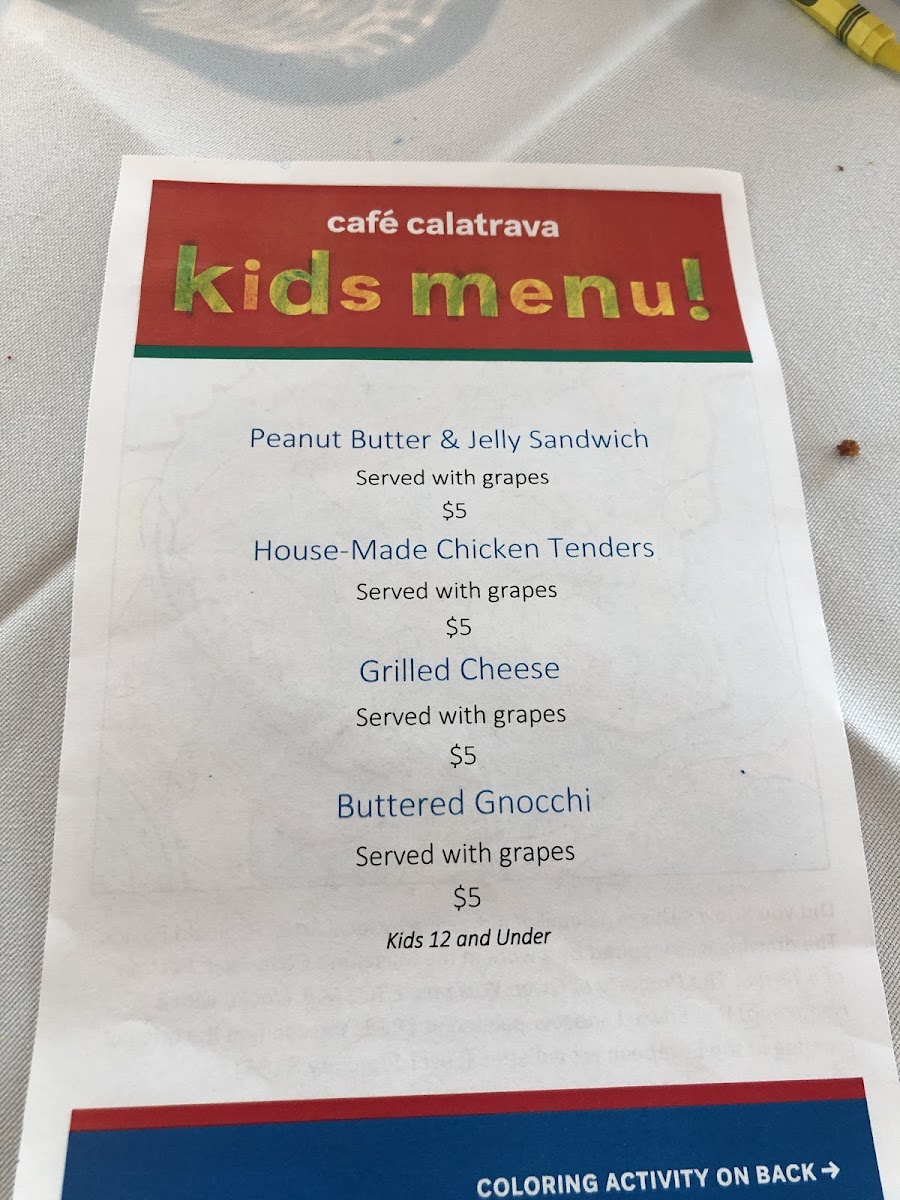 café calatrava
kids menu!
Peanut Butter & Jelly Sandwich
Served with grapes
$5
House-Made Chicken Tenders
Served with grapes
$5
Grilled Cheese
Served with grapes
$5
Buttered Gnocchi
Served with grapes
$5
Kids 12 and Under
COLORING ACTIVITY ON BACK →